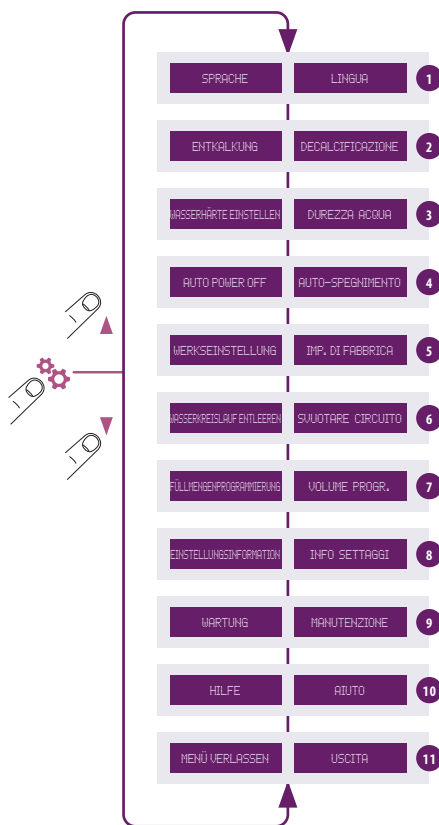 SPRACHE LINGUA 1
ENTKALKUNG DECALCIFICAZIONE 2
WASSERHÄRTE EINSTELLEN DUREZZA ACQUA 3
AUTO POWER OFF AUTO-SPEGNIMENTO 4
WERKSEINSTELLUNG IMP. DI FABBRICA 5
WASSERKREISLAUF ENTLEEREN SVUOTARE CIRCUITO 6
FÜLLMENGENPROGRAMMIERUNG VOLUME PROGR. 7
EINSTELLUNGSINFORMATION INFO SETTAGGI 8
WARTUNG MANUTENZIONE 9
HILFE AIUTO 10
MENÜ VERLASSEN USCITA 11